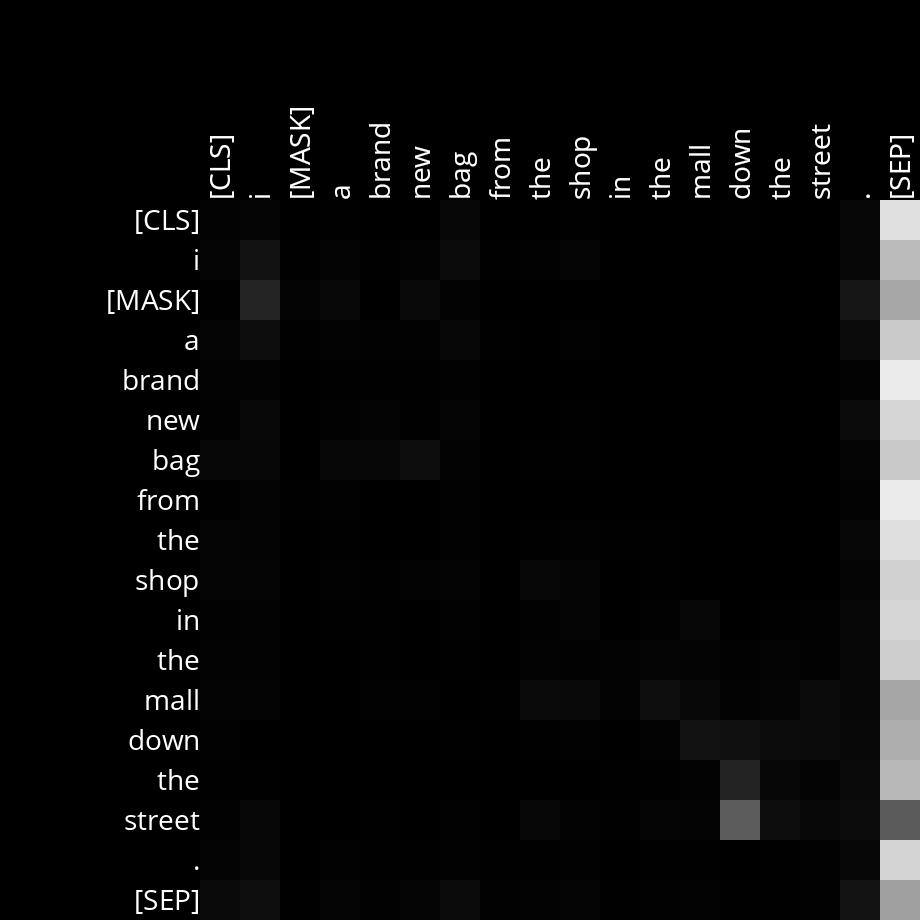 [CLS] i [MASK] a brand new bag from the shop in the mall down the street . [SEP]
[CLS]
i
[MASK]
a
brand
new
bag
from
the
shop
in
the
mall
down
the
street
.
[SEP]